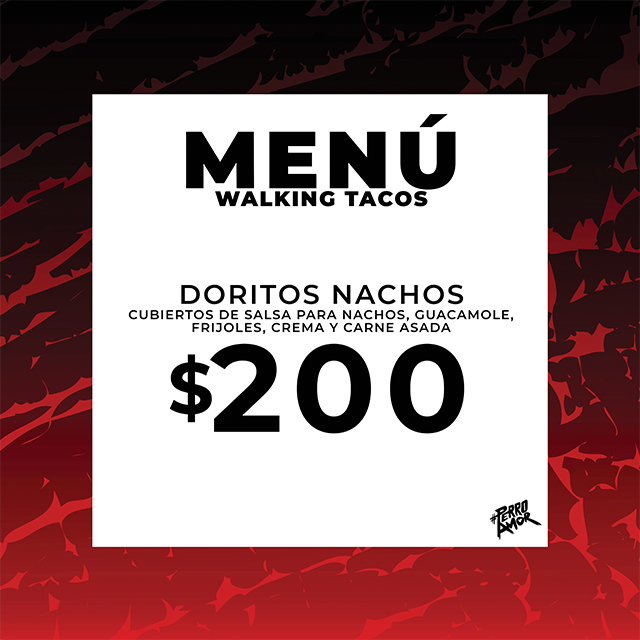 MENÚ
WALKING TACOS
DORITOS NACHOS
CUBIERTOS DE SALSA PARA NACHOS, GUACAMOLE,
FRIJOLES, CREMA Y CARNE ASADA
$200
#PERRO
AMOR